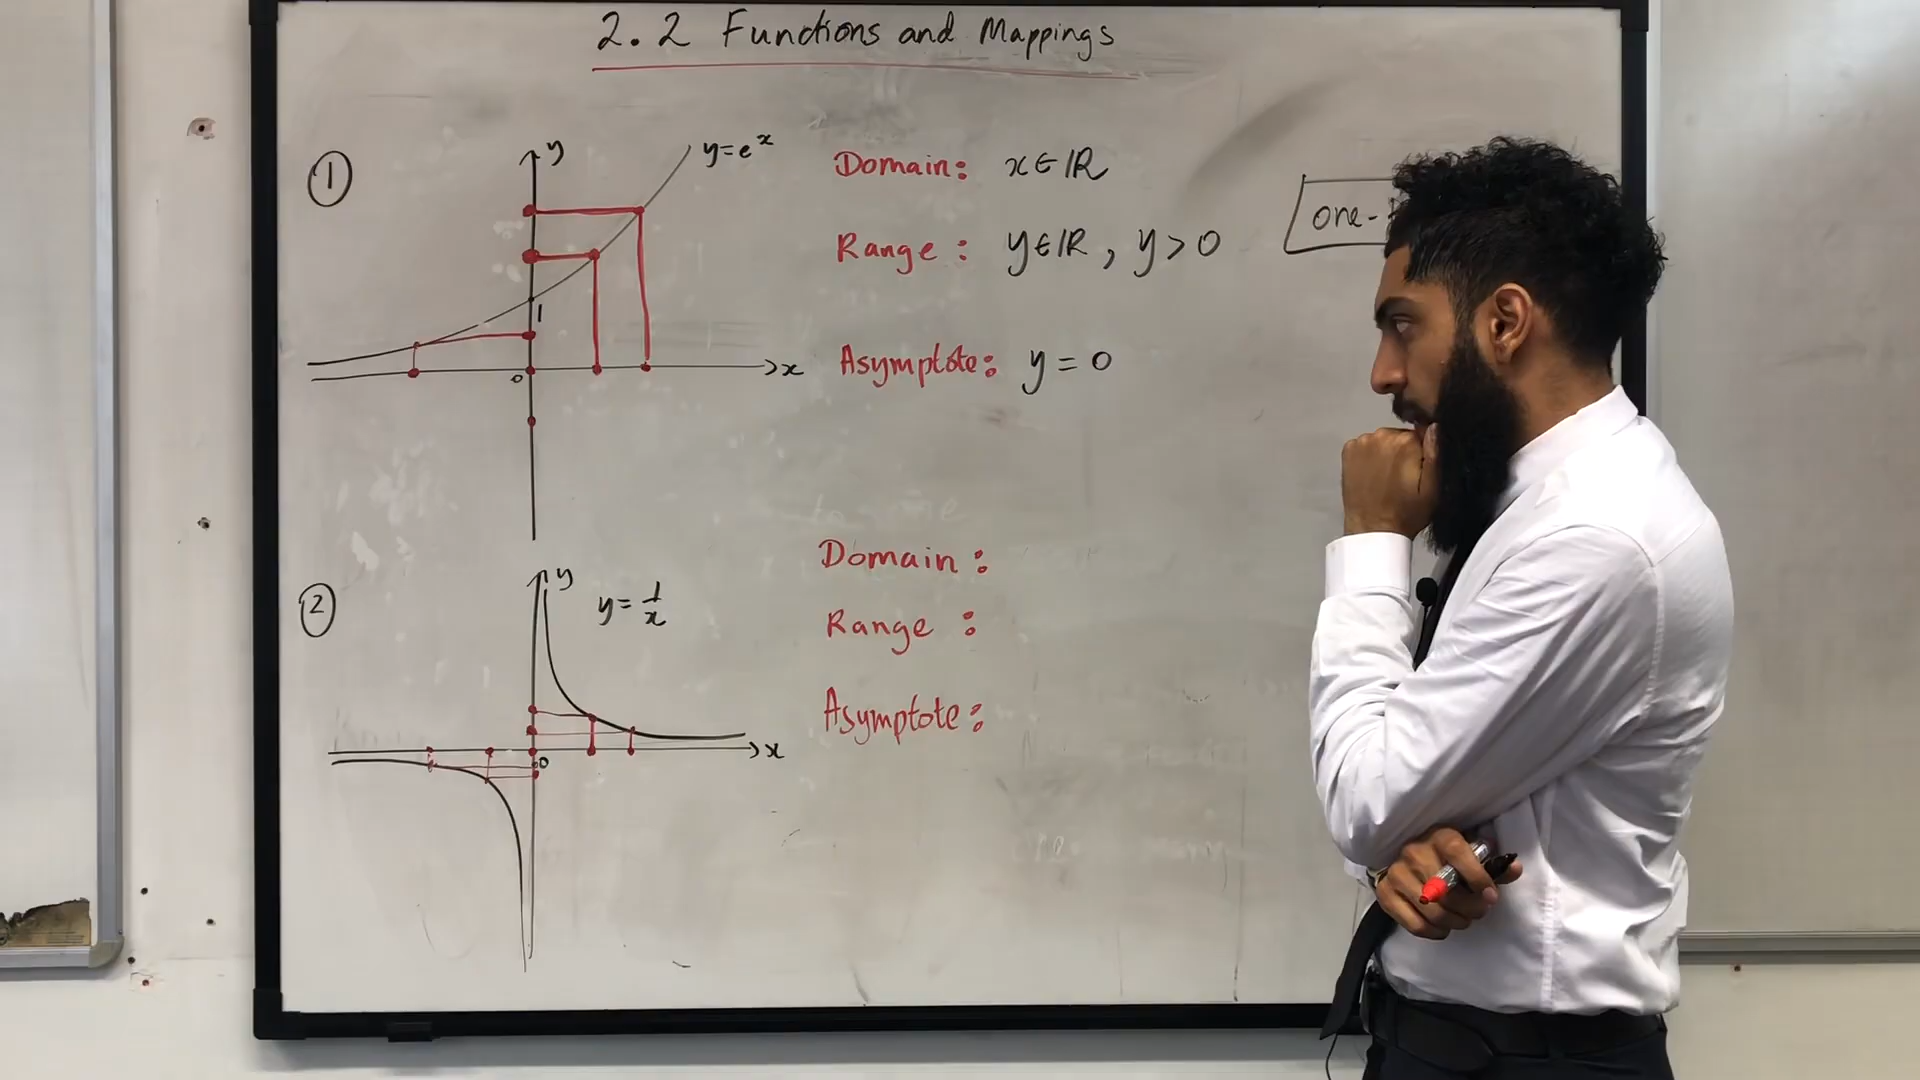 2.2 Functions and Mappings
①
y
y=e^x
1
0
x
Domain: x∈ℝ
Range: y∈ℝ, y>0
Asymptote: y=0
one-
②
y
y=1/x
0
x
Domain:
Range:
Asymptote: